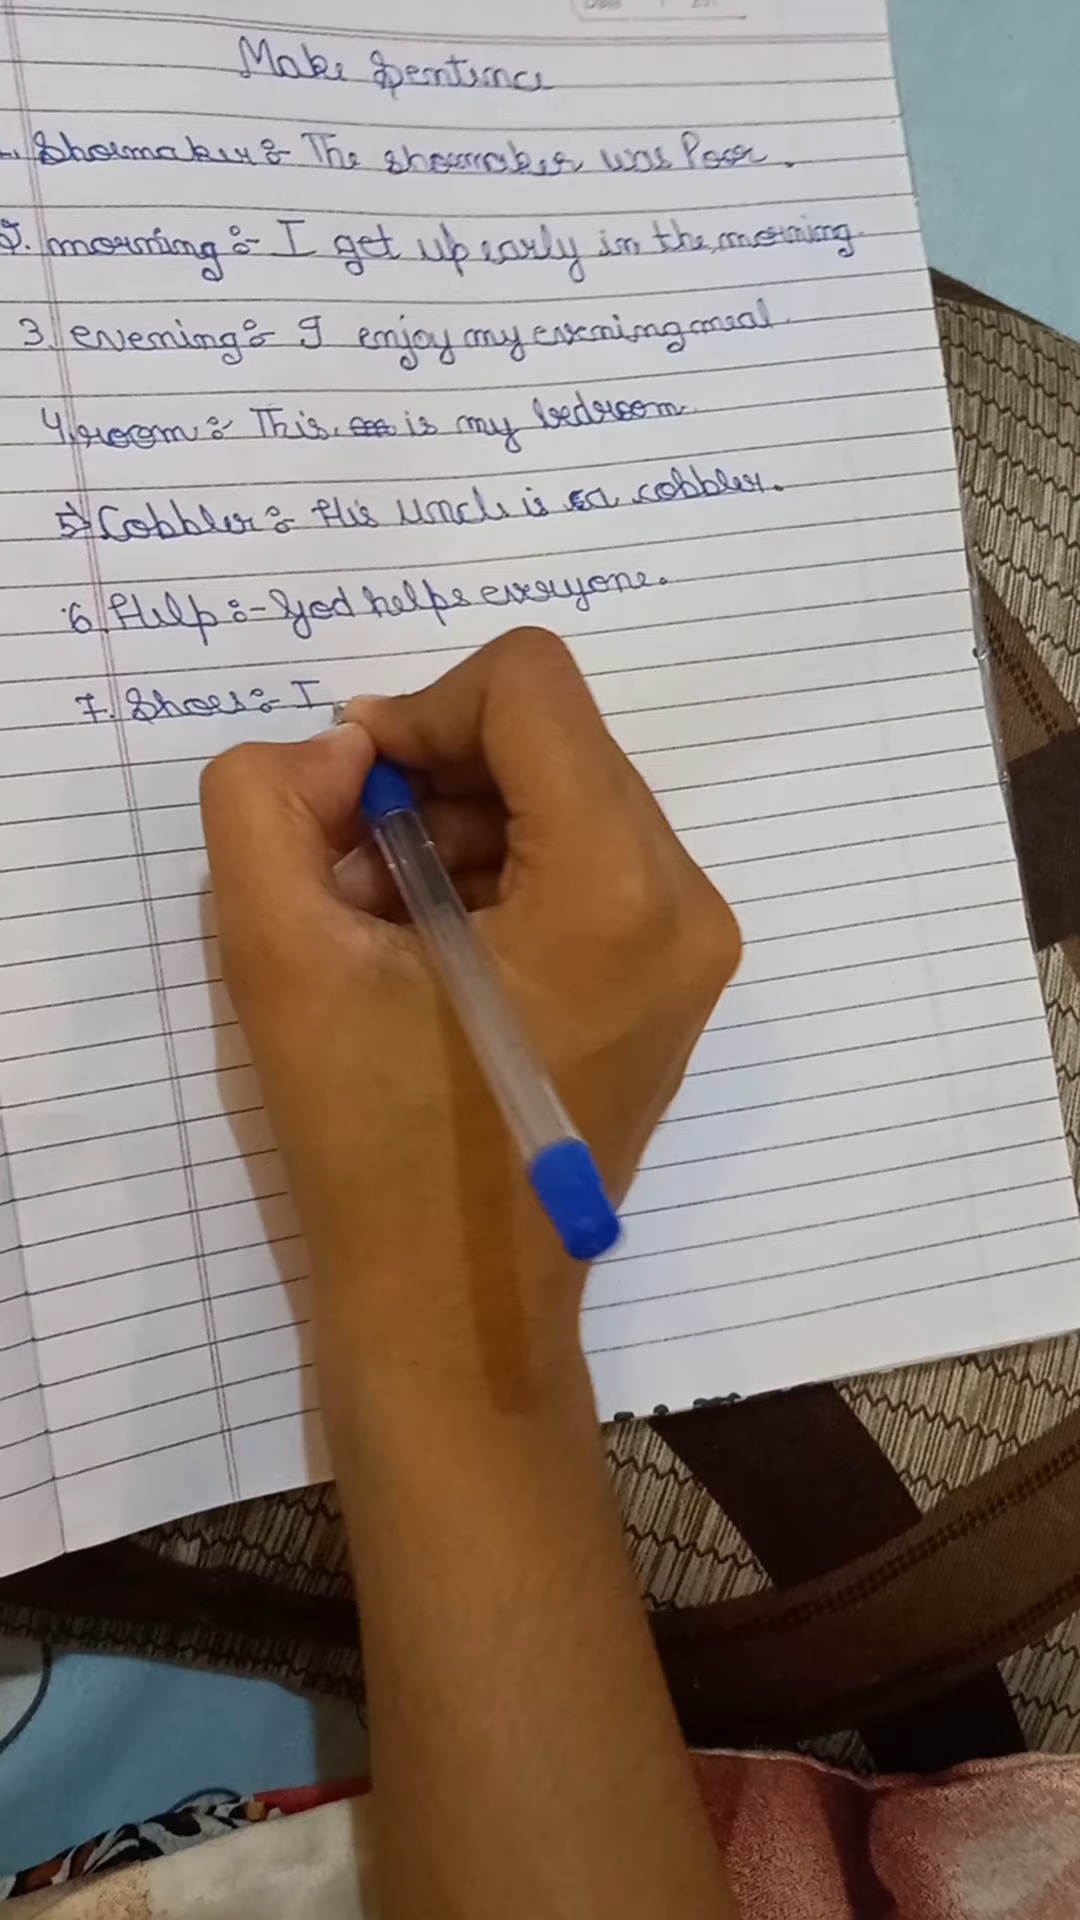 Make Sentence
Shoemaker :- The shoemaker was Poor.
2. morning :- I get up early in the morning.
3. evening :- I enjoy my evening meal.
4. room :- This is my bedroom.
5) Cobbler :- His uncle is a cobbler.
6. Help :- God helps everyone.
7. Shoes :- I